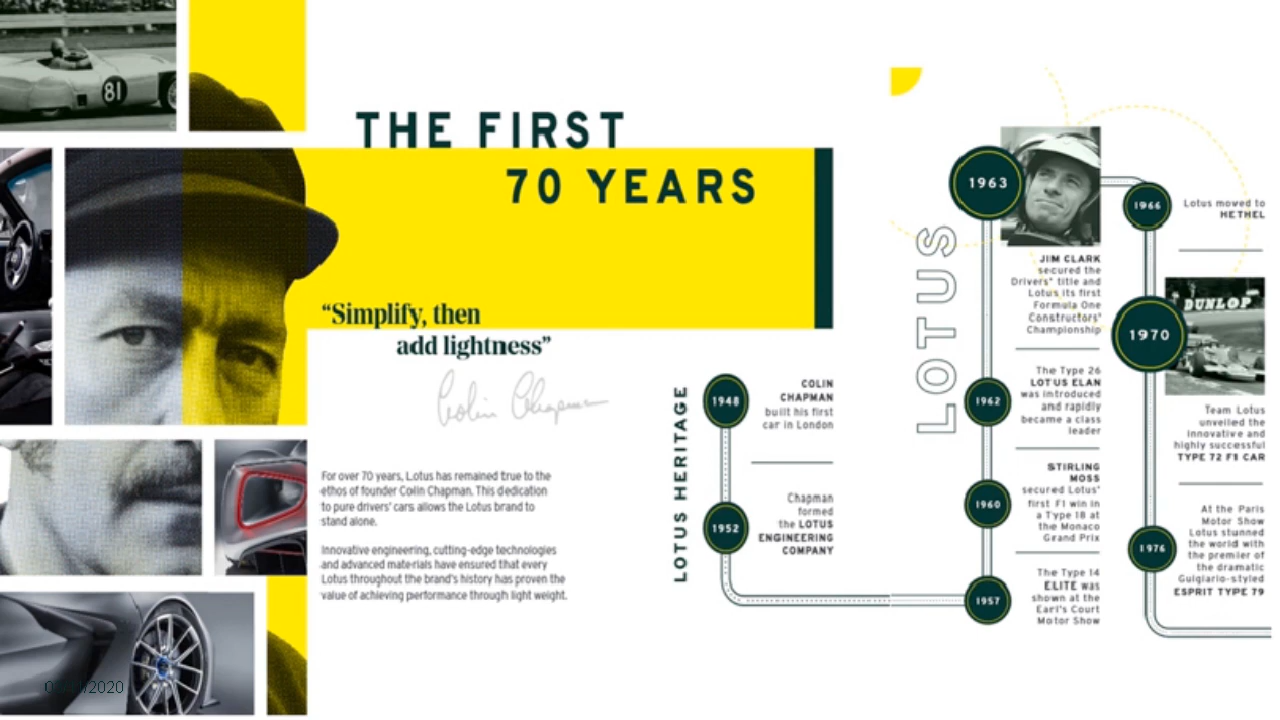 81
THE FIRST
70 YEARS
“Simplify, then
add lightness”
Colin Chapman
For over 70 years, Lotus has remained true to the
ethos of founder Colin Chapman. This dedication
to pure drivers' cars allows the Lotus brand to
stand alone.
Innovative engineering, cutting-edge technologies
and advanced materials have ensured that every
Lotus throughout the brand's history has proven the
value of achieving performance through light weight.
LOTUS HERITAGE
1948
COLIN
CHAPMAN
built his first
car in London
1952
Chapman
formed
the LOTUS
ENGINEERING
COMPANY
LOTUS
1963
JIM CLARK
secured the
Drivers' title and
Lotus its first
Formula One
Constructors'
Championship
1962
The Type 26
LOTUS ELAN
was introduced
and rapidly
became a class
leader
1960
STIRLING
MOSS
secured Lotus'
first F1 win in
a Type 18 at
the Monaco
Grand Prix
1957
The Type 14
ELITE was
shown at the
Earl's Court
Motor Show
1966
Lotus mowed to
HETHEL
DUNLOP
1970
Team Lotus
unveiled the
innovative and
highly successful
TYPE 72 F1 CAR
1976
At the Paris
Motor Show
Lotus stunned
the world with
the premier of
the dramatic
Guigiario-styled
ESPRIT TYPE 79
/2020